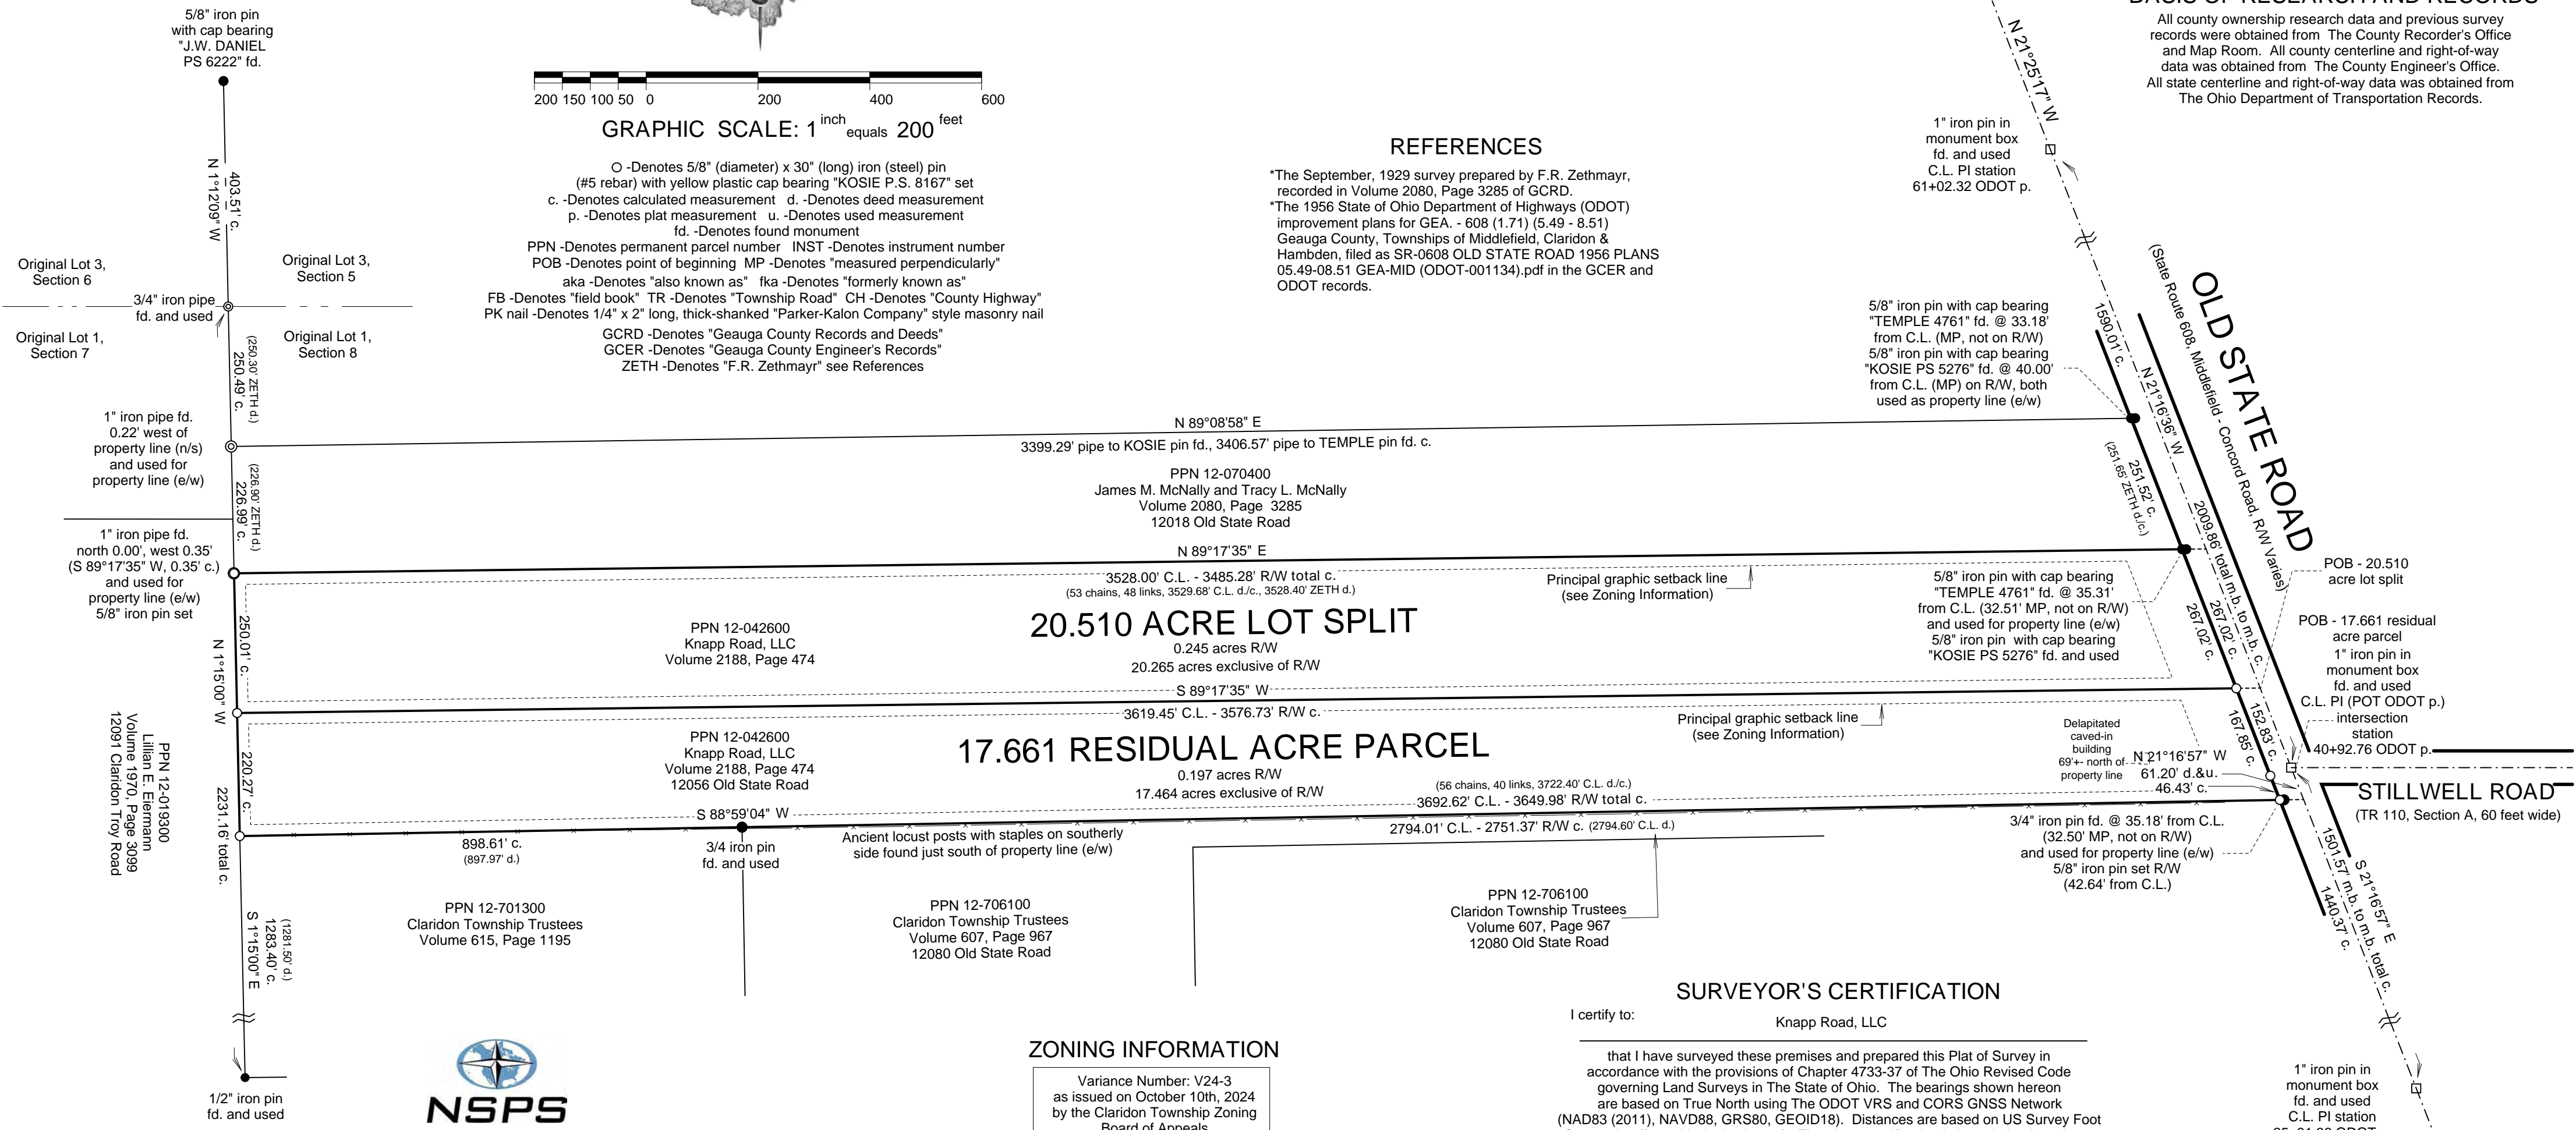 5/8" iron pin
with cap bearing
"J.W. DANIEL
PS 6222" fd.
403.51' c.
N 1°12'09" W
Original Lot 3,
Section 6
Original Lot 3,
Section 5
3/4" iron pipe
fd. and used
Original Lot 1,
Section 7
Original Lot 1,
Section 8
(250.30' ZETH d.)
250.49' c.
1" iron pipe fd.
0.22' west of
property line (n/s)
and used for
property line (e/w)
(226.90' ZETH d.)
226.99' c.
1" iron pipe fd.
north 0.00', west 0.35'
(S 89°17'35" W, 0.35' c.)
and used for
property line (e/w)
5/8" iron pin set
250.01' c.
N 1°15'00" W
220.27' c.
2231.16' total c.
PPN 12-019300
Lillian E. Eiermann
Volume 1970, Page 3099
12091 Claridon Troy Road
(1281.50' d.)
1283.40' c.
S 1°15'00" E
1/2" iron pin
fd. and used
200 150 100 50 0 200 400 600
GRAPHIC SCALE: 1 inch equals 200 feet
O -Denotes 5/8" (diameter) x 30" (long) iron (steel) pin
(#5 rebar) with yellow plastic cap bearing "KOSIE P.S. 8167" set
c. -Denotes calculated measurement d. -Denotes deed measurement
p. -Denotes plat measurement u. -Denotes used measurement
fd. -Denotes found monument
PPN -Denotes permanent parcel number INST -Denotes instrument number
POB -Denotes point of beginning MP -Denotes "measured perpendicularly"
aka -Denotes "also known as" fka -Denotes "formerly known as"
FB -Denotes "field book" TR -Denotes "Township Road" CH -Denotes "County Highway"
PK nail -Denotes 1/4" x 2" long, thick-shanked "Parker-Kalon Company" style masonry nail
GCRD -Denotes "Geauga County Records and Deeds"
GCER -Denotes "Geauga County Engineer's Records"
ZETH -Denotes "F.R. Zethmayr" see References
REFERENCES
*The September, 1929 survey prepared by F.R. Zethmayr,
recorded in Volume 2080, Page 3285 of GCRD.
*The 1956 State of Ohio Department of Highways (ODOT)
improvement plans for GEA. - 608 (1.71) (5.49 - 8.51)
Geauga County, Townships of Middlefield, Claridon &
Hambden, filed as SR-0608 OLD STATE ROAD 1956 PLANS
05.49-08.51 GEA-MID (ODOT-001134).pdf in the GCER and
ODOT records.
BASIS OF RESEARCH AND RECORDS
All county ownership research data and previous survey
records were obtained from The County Recorder's Office
and Map Room. All county centerline and right-of-way
data was obtained from The County Engineer's Office.
All state centerline and right-of-way data was obtained from
The Ohio Department of Transportation Records.
N 21°25'17" W
1" iron pin in
monument box
fd. and used
C.L. PI station
61+02.32 ODOT p.
5/8" iron pin with cap bearing
"TEMPLE 4761" fd. @ 33.18'
from C.L. (MP, not on R/W)
5/8" iron pin with cap bearing
"KOSIE PS 5276" fd. @ 40.00'
from C.L. (MP) on R/W, both
used as property line (e/w)
1590.01' c.
N 21°16'36" W
OLD STATE ROAD
(State Route 608, Middlefield - Concord Road, R/W Varies)
2009.86' total m.b. to m.b. c.
251.52' c.
(251.65' ZETH d./c.)
N 89°08'58" E
3399.29' pipe to KOSIE pin fd., 3406.57' pipe to TEMPLE pin fd. c.
PPN 12-070400
James M. McNally and Tracy L. McNally
Volume 2080, Page 3285
12018 Old State Road
N 89°17'35" E
3528.00' C.L. - 3485.28' R/W total c.
(53 chains, 48 links, 3529.68' C.L. d./c., 3528.40' ZETH d.)
Principal graphic setback line
(see Zoning Information)
5/8" iron pin with cap bearing
"TEMPLE 4761" fd. @ 35.31'
from C.L. (32.51' MP, not on R/W)
and used for property line (e/w)
5/8" iron pin with cap bearing
"KOSIE PS 5276" fd. and used
267.02' c.
267.02' c.
20.510 ACRE LOT SPLIT
0.245 acres R/W
20.265 acres exclusive of R/W
PPN 12-042600
Knapp Road, LLC
Volume 2188, Page 474
POB - 20.510
acre lot split
POB - 17.661 residual
acre parcel
1" iron pin in
monument box
fd. and used
C.L. PI (POT ODOT p.)
intersection
station
40+92.76 ODOT p.
S 89°17'35" W
3619.45' C.L. - 3576.73' R/W c.
Principal graphic setback line
(see Zoning Information)
152.83' c.
167.85' c.
Delapitated
caved-in
building
69'+- north of
property line
N 21°16'57" W
61.20' d.&u.
46.43' c.
PPN 12-042600
Knapp Road, LLC
Volume 2188, Page 474
12056 Old State Road
17.661 RESIDUAL ACRE PARCEL
0.197 acres R/W
17.464 acres exclusive of R/W
(56 chains, 40 links, 3722.40' C.L. d./c.)
3692.62' C.L. - 3649.98' R/W total c.
S 88°59'04" W
898.61' c.
(897.97' d.)
3/4 iron pin
fd. and used
Ancient locust posts with staples on southerly
side found just south of property line (e/w)
2794.01' C.L. - 2751.37' R/W c. (2794.60' C.L. d.)
STILLWELL ROAD
(TR 110, Section A, 60 feet wide)
3/4" iron pin fd. @ 35.18' from C.L.
(32.50' MP, not on R/W)
and used for property line (e/w)
5/8" iron pin set R/W
(42.64' from C.L.)
S 21°16'57" E
1501.57' m.b. to m.b. total c.
1440.37' c.
PPN 12-701300
Claridon Township Trustees
Volume 615, Page 1195
PPN 12-706100
Claridon Township Trustees
Volume 607, Page 967
12080 Old State Road
PPN 12-706100
Claridon Township Trustees
Volume 607, Page 967
12080 Old State Road
NSPS
ZONING INFORMATION
Variance Number: V24-3
as issued on October 10th, 2024
by the Claridon Township Zoning
Board of Appeals
SURVEYOR'S CERTIFICATION
I certify to:
Knapp Road, LLC
that I have surveyed these premises and prepared this Plat of Survey in
accordance with the provisions of Chapter 4733-37 of The Ohio Revised Code
governing Land Surveys in The State of Ohio. The bearings shown hereon
are based on True North using The ODOT VRS and CORS GNSS Network
(NAD83 (2011), NAVD88, GRS80, GEOID18). Distances are based on US Survey Foot
1" iron pin in
monument box
fd. and used
C.L. PI station